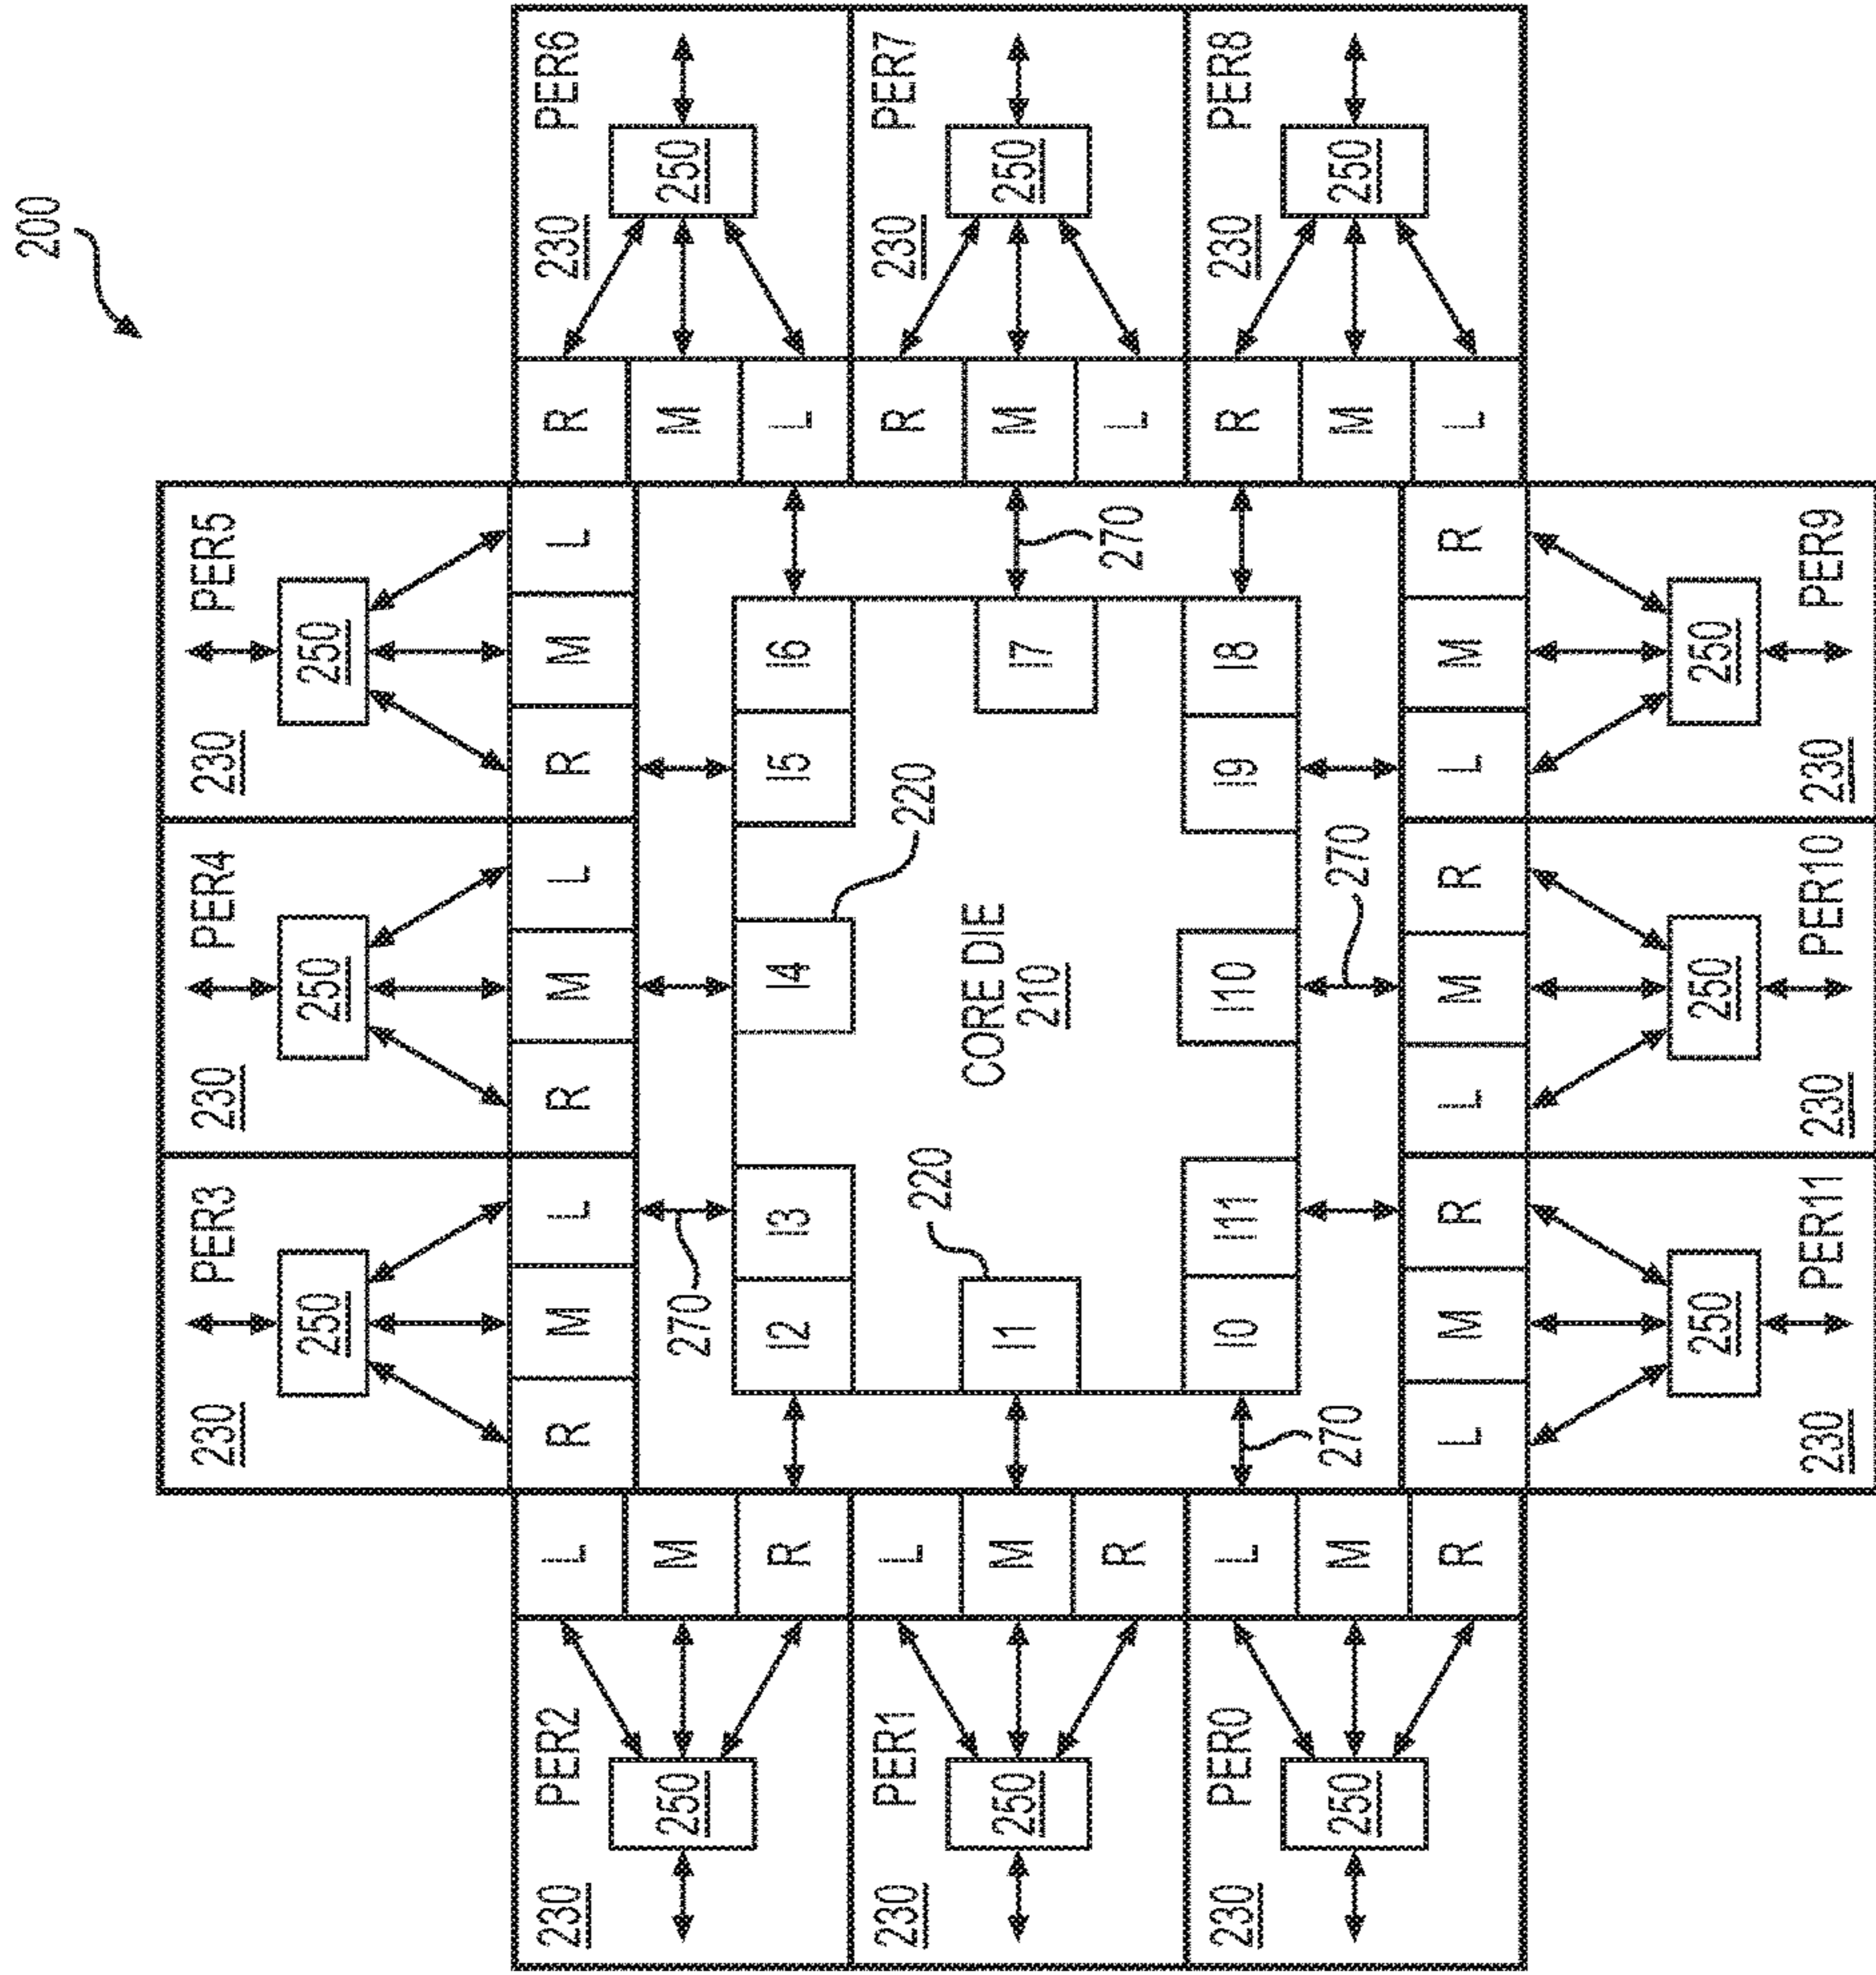 200
230 PER3 230 PER4 230 PER5
250 250 250
230 PER2 L R M L R M L R M L R 230 PER6
250 M 270 M 250
R I2 I3 I4 I5 I6 L
230 PER1 L 220 220 R 230 PER7
250 M I1 CORE DIE I7 M 250
210
R 270 L
230 PER0 L I0 I11 I10 I9 I8 R 230 PER8
250 M 270 270 M 250
R L M R L M R L M R L
250 250 250
230 PER11 230 PER10 230 PER9